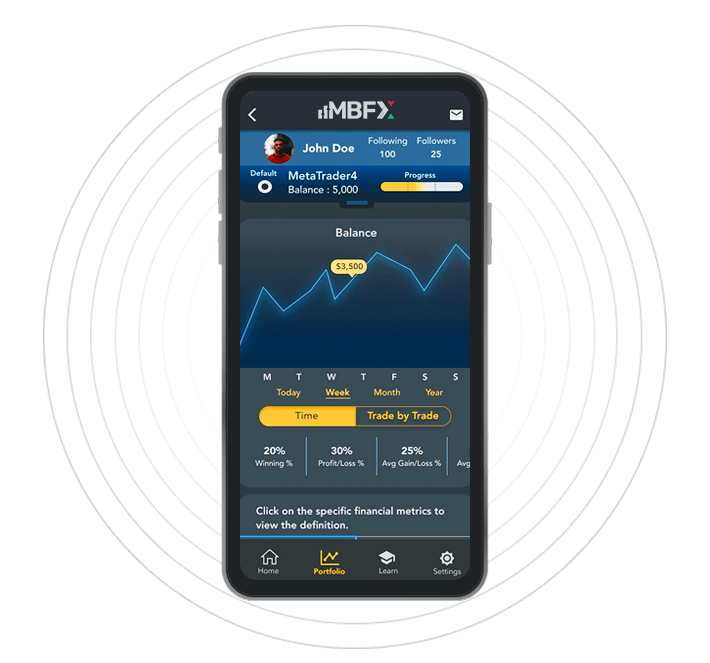 MBFX
John Doe
Following
100
Followers
25
Default
MetaTrader4
Balance : 5,000
Progress
Balance
$3,500
M T W T F S S
Today Week Month Year
Time Trade by Trade
20% 30% 25%
Winning % Profit/Loss % Avg Gain/Loss % Avg
Click on the specific financial metrics to
view the definition.
Home Portfolio Learn Settings